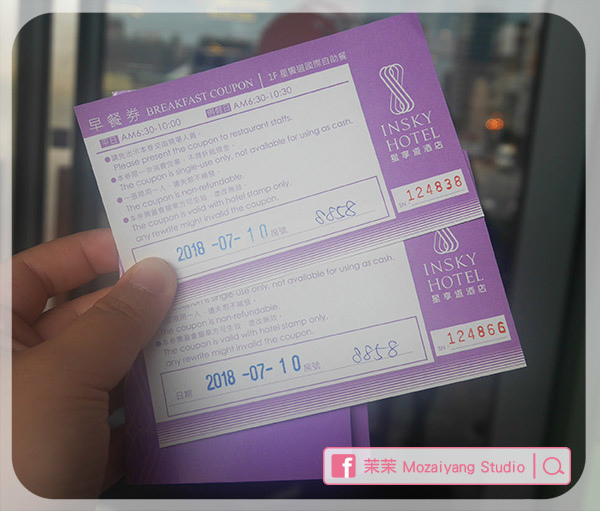 早餐券 BREAKFAST COUPON | 1F 星饗道國際自助餐
平日 AM6:30-10:00 AM6:30-10:30
Please present the coupon to restaurant staffs.
The coupon is single-use only, not available for using as cash.
The coupon is non-refundable.
The coupon is valid with hotel stamp only,
any rewrite might invalid the coupon.
2018-07-10 房號 8858
INSKY
HOTEL
星享道酒店
SN 124838
is single-use only, not available for using as cash.
The coupon is non-refundable.
The coupon is valid with hotel stamp only,
any rewrite might invalid the coupon.
日期 2018-07-10 房號 8858
INSKY
HOTEL
星享道酒店
SN 124866
f 茉茉 Mozaiyang Studio